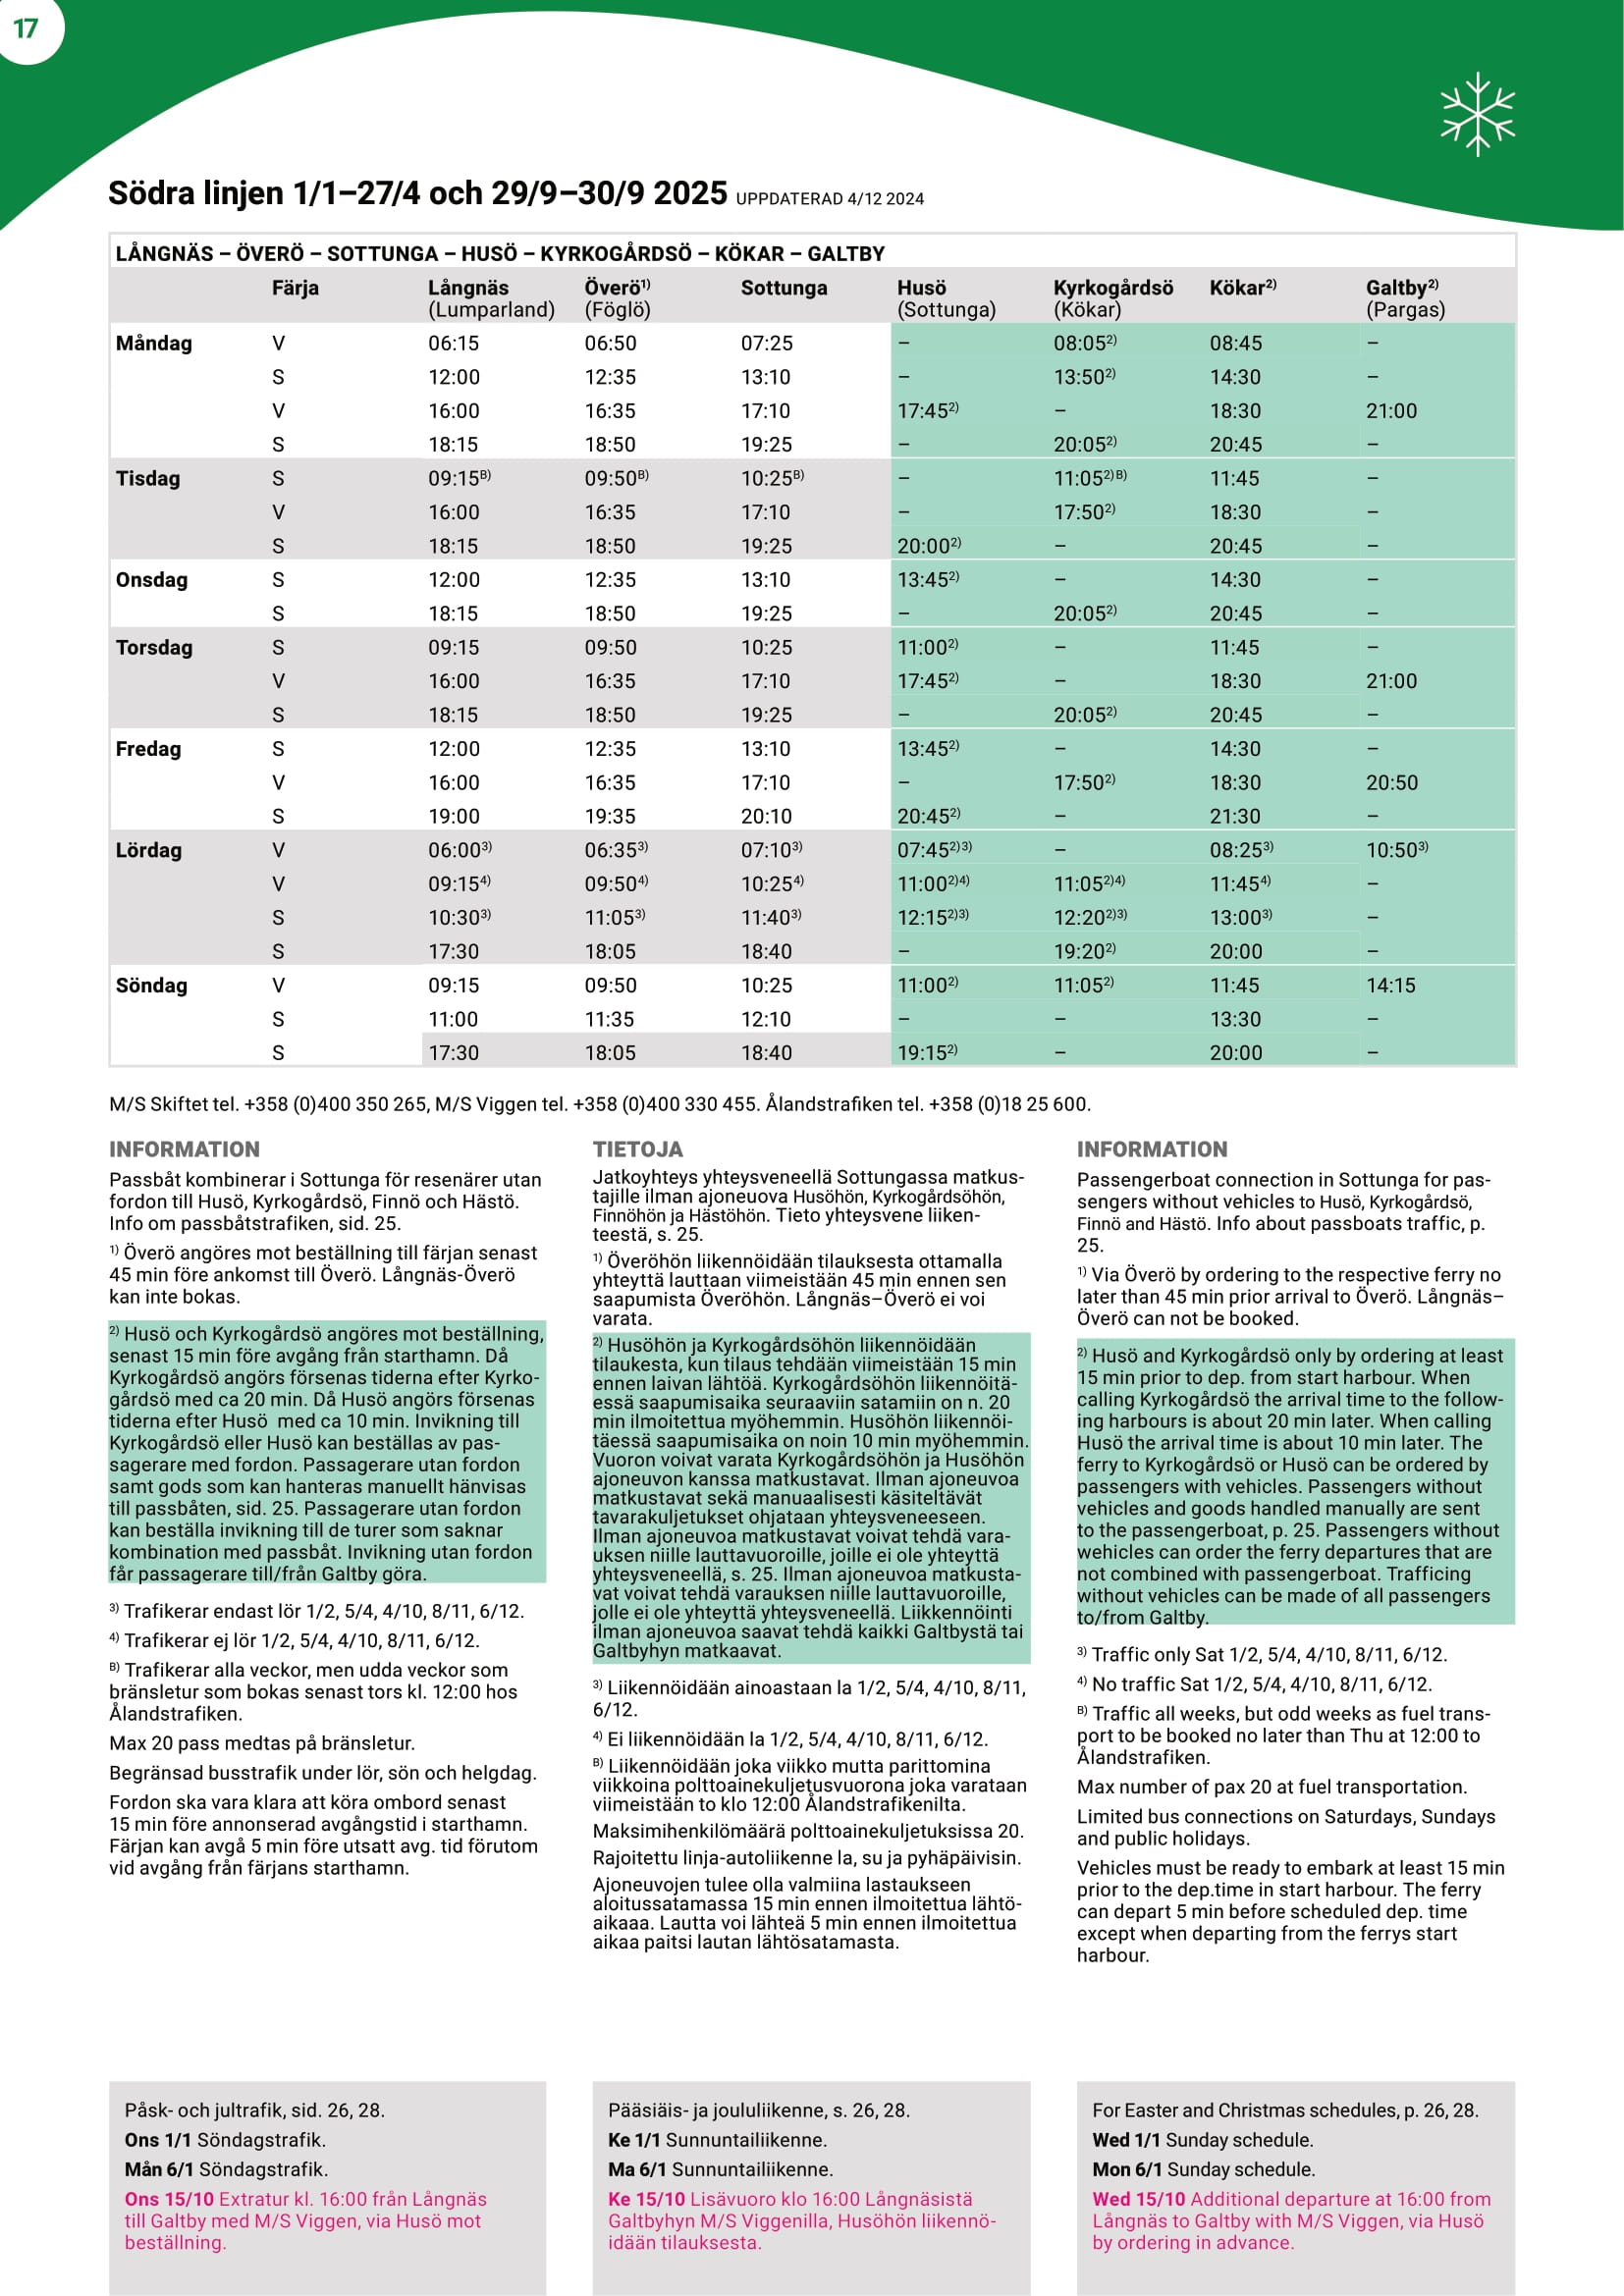 17
Södra linjen 1/1–27/4 och 29/9–30/9 2025 UPPDATERAD 4/12 2024
LÅNGNÄS – ÖVERÖ – SOTTUNGA – HUSÖ – KYRKOGÅRDSÖ – KÖKAR – GALTBY
Färja Långnäs Överö1) Sottunga Husö Kyrkogårdsö Kökar2) Galtby2)
(Lumparland) (Föglö) (Sottunga) (Kökar) (Pargas)
Måndag V 06:15 06:50 07:25 – 08:052) 08:45 –
S 12:00 12:35 13:10 – 13:502) 14:30 –
V 16:00 16:35 17:10 17:452) – 18:30 21:00
S 18:15 18:50 19:25 – 20:052) 20:45 –
Tisdag S 09:15B) 09:50B) 10:25B) – 11:052)B) 11:45 –
V 16:00 16:35 17:10 – 17:502) 18:30 –
S 18:15 18:50 19:25 20:002) – 20:45 –
Onsdag S 12:00 12:35 13:10 13:452) – 14:30 –
S 18:15 18:50 19:25 – 20:052) 20:45 –
Torsdag S 09:15 09:50 10:25 11:002) – 11:45 –
V 16:00 16:35 17:10 17:452) – 18:30 21:00
S 18:15 18:50 19:25 – 20:052) 20:45 –
Fredag S 12:00 12:35 13:10 13:452) – 14:30 –
V 16:00 16:35 17:10 – 17:502) 18:30 20:50
S 19:00 19:35 20:10 20:452) – 21:30 –
Lördag V 06:003) 06:353) 07:103) 07:452)3) – 08:253) 10:503)
V 09:154) 09:504) 10:254) 11:002)4) 11:052)4) 11:454) –
S 10:303) 11:053) 11:403) 12:152)3) 12:202)3) 13:003) –
S 17:30 18:05 18:40 – 19:202) 20:00 –
Söndag V 09:15 09:50 10:25 11:002) 11:052) 11:45 14:15
S 11:00 11:35 12:10 – – 13:30 –
S 17:30 18:05 18:40 19:152) – 20:00 –
M/S Skiftet tel. +358 (0)400 350 265, M/S Viggen tel. +358 (0)400 330 455. Ålandstrafiken tel. +358 (0)18 25 600.
INFORMATION
Passbåt kombinerar i Sottunga för resenärer utan
fordon till Husö, Kyrkogårdsö, Finnö och Hästö.
Info om passbåtstrafiken, sid. 25.
1) Överö angöres mot beställning till färjan senast
45 min före ankomst till Överö. Långnäs-Överö
kan inte bokas.
2) Husö och Kyrkogårdsö angöres mot beställning,
senast 15 min före avgång från starthamn. Då
Kyrkogårdsö angörs försenas tiderna efter Kyrko-
gårdsö med ca 20 min. Då Husö angörs försenas
tiderna efter Husö med ca 10 min. Invikning till
Kyrkogårdsö eller Husö kan beställas av pas-
sagerare med fordon. Passagerare utan fordon
samt gods som kan hanteras manuellt hänvisas
till passbåten, sid. 25. Passagerare utan fordon
kan beställa invikning till de turer som saknar
kombination med passbåt. Invikning utan fordon
får passagerare till/från Galtby göra.
3) Trafikerar endast lör 1/2, 5/4, 4/10, 8/11, 6/12.
4) Trafikerar ej lör 1/2, 5/4, 4/10, 8/11, 6/12.
B) Trafikerar alla veckor, men udda veckor som
bränsletur som bokas senast tors kl. 12:00 hos
Ålandstrafiken.
Max 20 pass medtas på bränsletur.
Begränsad busstrafik under lör, sön och helgdag.
Fordon ska vara klara att köra ombord senast
15 min före annonserad avgångstid i starthamn.
Färjan kan avgå 5 min före utsatt avg. tid förutom
vid avgång från färjans starthamn.
TIETOJA
Jatkoyhteys yhteysveneellä Sottungassa matkus-
tajille ilman ajoneuova Husöhön, Kyrkogårdsöhön,
Finnöhön ja Hästöhön. Tieto yhteysvene liiken-
teestä, s. 25.
1) Överöhön liikennöidään tilauksesta ottamalla
yhteyttä lauttaan viimeistään 45 min ennen sen
saapumista Överöhön. Långnäs–Överö ei voi
varata.
2) Husöhön ja Kyrkogårdsöhön liikennöidään
tilaukesta, kun tilaus tehdään viimeistään 15 min
ennen laivan lähtöä. Kyrkogårdsöhön liikennöitä-
essä saapumisaika seuraaviin satamiin on n. 20
min ilmoitettua myöhemmin. Husöhön liikennöi-
täessä saapumisaika on noin 10 min myöhemmin.
Vuoron voivat varata Kyrkogårdsöhön ja Husöhön
ajoneuvon kanssa matkustavat. Ilman ajoneuvoa
matkustavat sekä manuaalisesti käsiteltävät
tavarakuljetukset ohjataan yhteysveneeseen.
Ilman ajoneuvoa matkustavat voivat tehdä vara-
uksen niille lauttavuoroille, joille ei ole yhteyttä
yhteysveneellä, s. 25. Ilman ajoneuvoa matkusta-
vat voivat tehdä varauksen niille lauttavuoroille,
jolle ei ole yhteyttä yhteysveneellä. Liikkennöinti
ilman ajoneuvoa saavat tehdä kaikki Galtbystä tai
Galtbyhyn matkaavat.
3) Liikennöidään ainoastaan la 1/2, 5/4, 4/10, 8/11,
6/12.
4) Ei liikennöidään la 1/2, 5/4, 4/10, 8/11, 6/12.
B) Liikennöidään joka viikko mutta parittomina
viikkoina polttoainekuljetusvuorona joka varataan
viimeistään to klo 12:00 Ålandstrafikenilta.
Maksimihenkilömäärä polttoainekuljetuksissa 20.
Rajoitettu linja-autoliikenne la, su ja pyhäpäivisin.
Ajoneuvojen tulee olla valmiina lastaukseen
aloitussatamassa 15 min ennen ilmoitettua lähtö-
aikaaa. Lautta voi lähteä 5 min ennen ilmoitettua
aikaa paitsi lautan lähtösatamasta.
INFORMATION
Passengerboat connection in Sottunga for pas-
sengers without vehicles to Husö, Kyrkogårdsö,
Finnö and Hästö. Info about passboats traffic, p.
25.
1) Via Överö by ordering to the respective ferry no
later than 45 min prior arrival to Överö. Långnäs–
Överö can not be booked.
2) Husö and Kyrkogårdsö only by ordering at least
15 min prior to dep. from start harbour. When
calling Kyrkogårdsö the arrival time to the follow-
ing harbours is about 20 min later. When calling
Husö the arrival time is about 10 min later. The
ferry to Kyrkogårdsö or Husö can be ordered by
passengers with vehicles. Passengers without
vehicles and goods handled manually are sent
to the passengerboat, p. 25. Passengers without
wehicles can order the ferry departures that are
not combined with passengerboat. Trafficing
without vehicles can be made of all passengers
to/from Galtby.
3) Traffic only Sat 1/2, 5/4, 4/10, 8/11, 6/12.
4) No traffic Sat 1/2, 5/4, 4/10, 8/11, 6/12.
B) Traffic all weeks, but odd weeks as fuel trans-
port to be booked no later than Thu at 12:00 to
Ålandstrafiken.
Max number of pax 20 at fuel transportation.
Limited bus connections on Saturdays, Sundays
and public holidays.
Vehicles must be ready to embark at least 15 min
prior to the dep.time in start harbour. The ferry
can depart 5 min before scheduled dep. time
except when departing from the ferrys start
harbour.
Påsk- och jultrafik, sid. 26, 28.
Ons 1/1 Söndagstrafik.
Mån 6/1 Söndagstrafik.
Ons 15/10 Extratur kl. 16:00 från Långnäs
till Galtby med M/S Viggen, via Husö mot
beställning.
Pääsiäis- ja joululiikenne, s. 26, 28.
Ke 1/1 Sunnuntailiikenne.
Ma 6/1 Sunnuntailiikenne.
Ke 15/10 Lisävuoro klo 16:00 Långnäsistä
Galtbyhyn M/S Viggenilla, Husöhön liikennö-
idään tilauksesta.
For Easter and Christmas schedules, p. 26, 28.
Wed 1/1 Sunday schedule.
Mon 6/1 Sunday schedule.
Wed 15/10 Additional departure at 16:00 from
Långnäs to Galtby with M/S Viggen, via Husö
by ordering in advance.